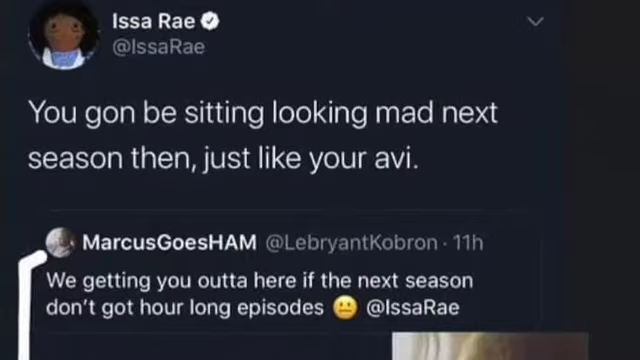 Issa Rae
@IssaRae
You gon be sitting looking mad next
season then, just like your avi.
MarcusGoesHAM @LebryantKobron · 11h
We getting you outta here if the next season
don't got hour long episodes 😐 @IssaRae